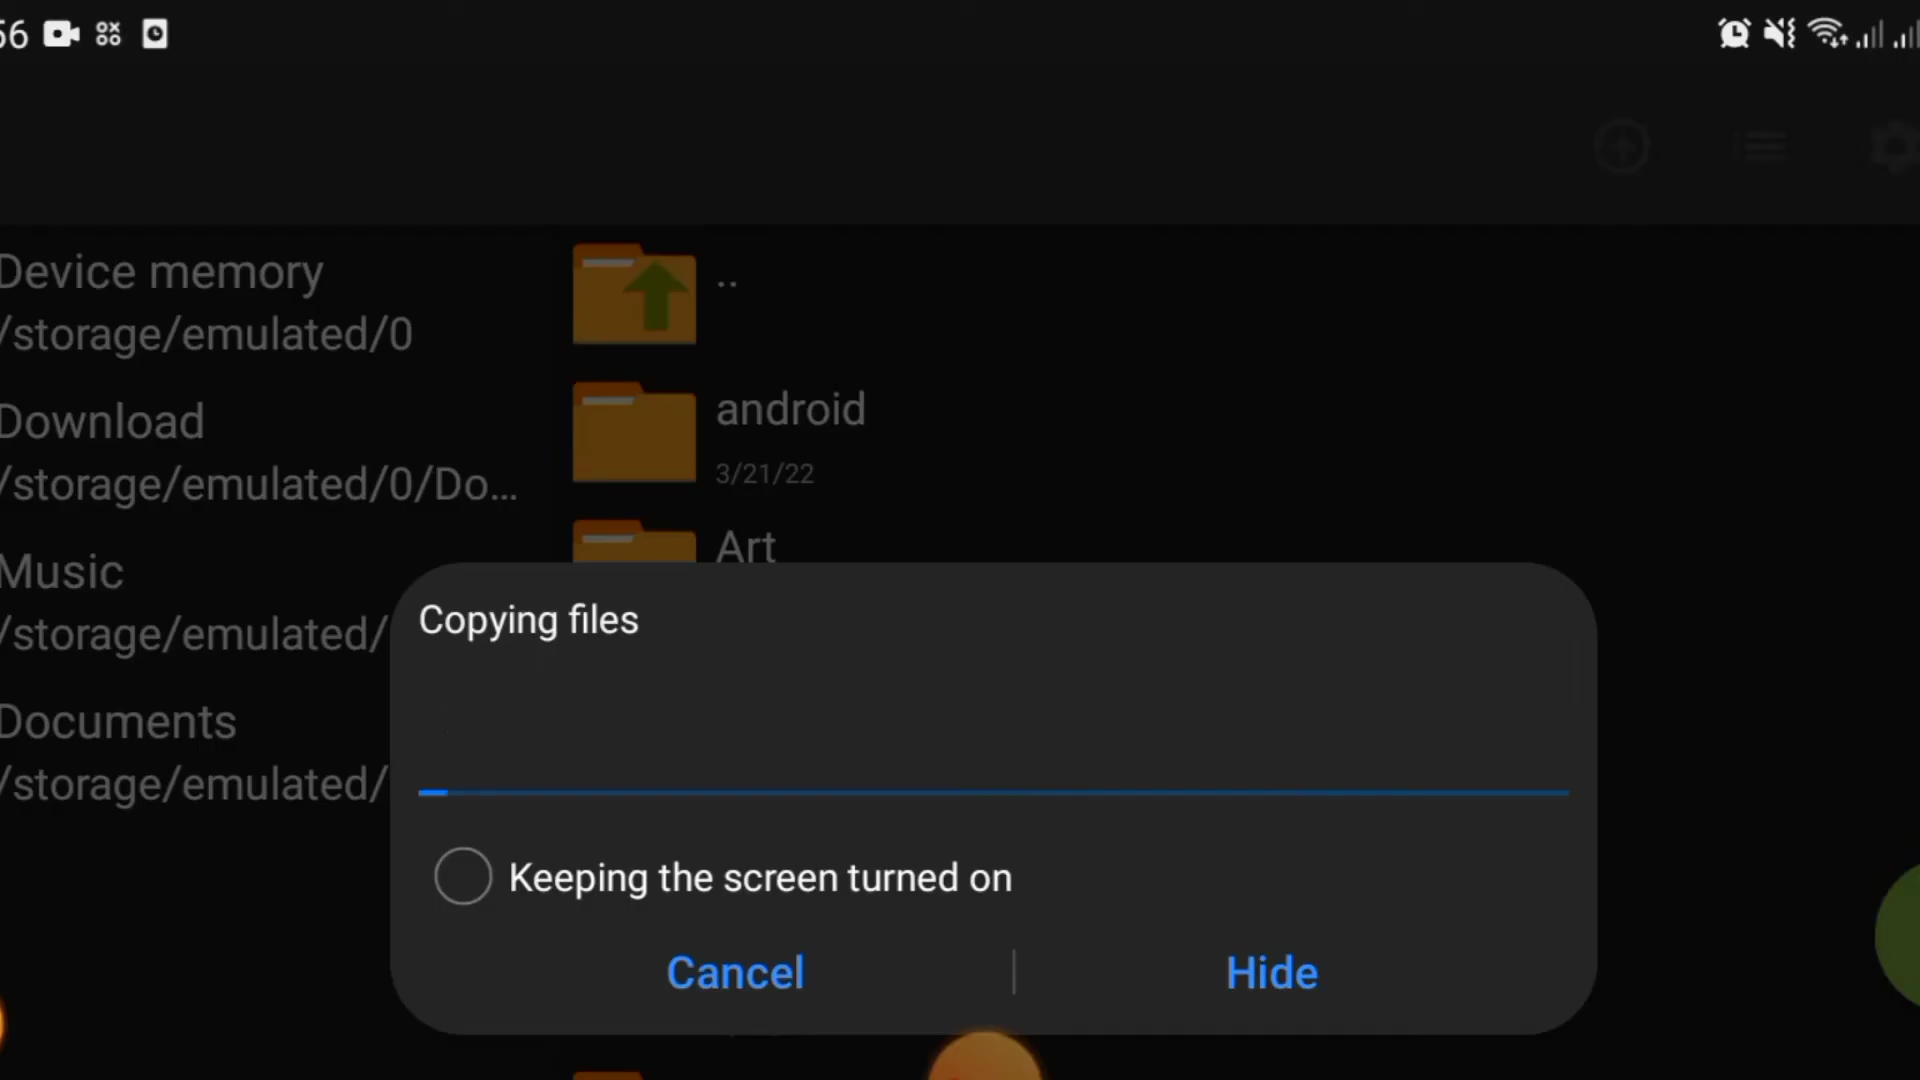 56
Device memory
/storage/emulated/0
Download
/storage/emulated/0/Do...
Music
/storage/emulated/
Documents
/storage/emulated/
..
android
3/21/22
Art
Copying files
Keeping the screen turned on
Cancel
Hide